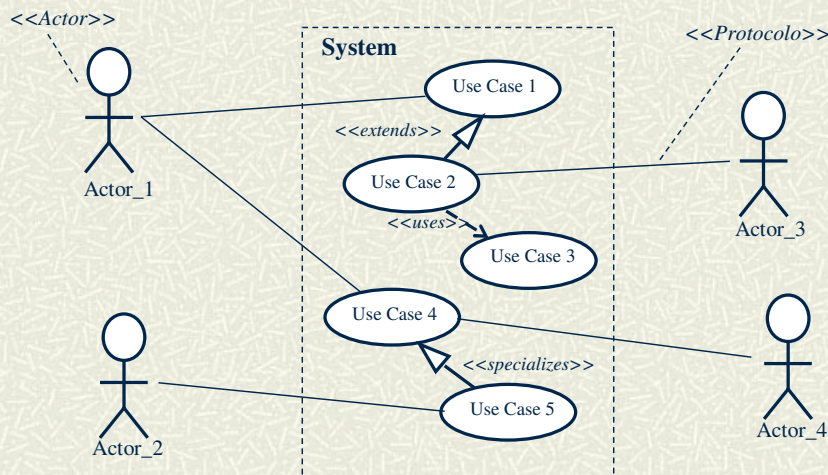 <<Actor>>
<<Protocolo>>
System
Use Case 1
<<extends>>
Use Case 2
Actor_1
<<uses>>
Actor_3
Use Case 3
Use Case 4
<<specializes>>
Use Case 5
Actor_2
Actor_4